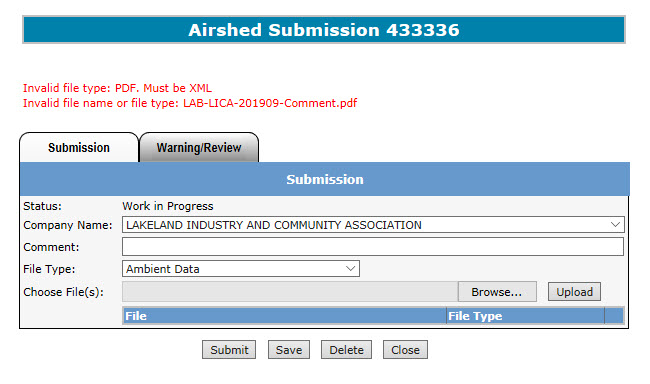 Airshed Submission 433336
Invalid file type: PDF. Must be XML
Invalid file name or file type: LAB-LICA-201909-Comment.pdf
Submission Warning/Review
Submission
Status: Work in Progress
Company Name: LAKELAND INDUSTRY AND COMMUNITY ASSOCIATION
Comment:
File Type: Ambient Data
Choose File(s): Browse... Upload
File File Type
Submit Save Delete Close